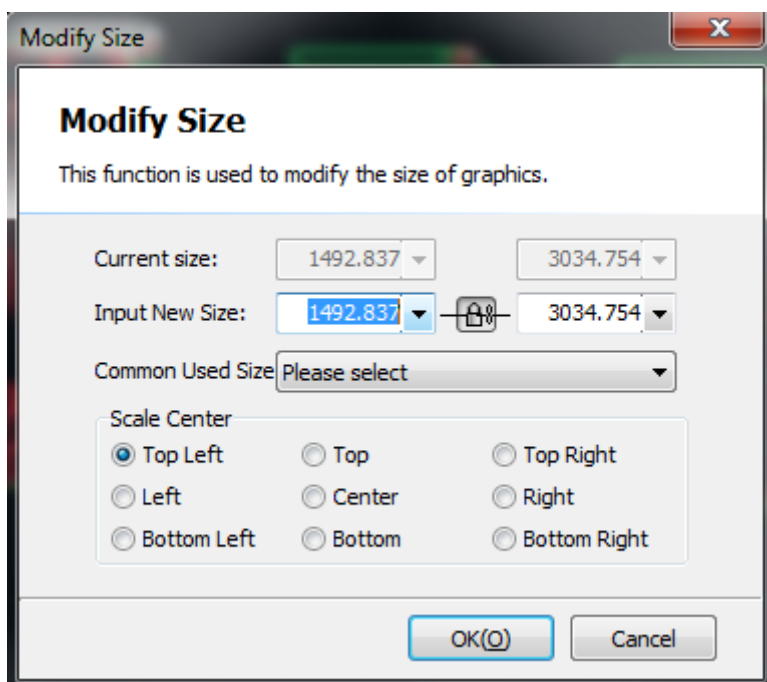 Modify Size
Modify Size
This function is used to modify the size of graphics.
Current size: 1492.837 3034.754
Input New Size: 1492.837 3034.754
Common Used Size Please select
Scale Center
Top Left Top Top Right
Left Center Right
Bottom Left Bottom Bottom Right
OK(O) Cancel